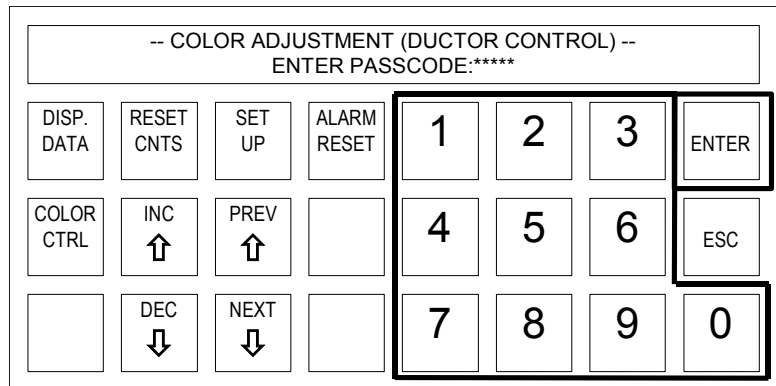 -- COLOR ADJUSTMENT (DUCTOR CONTROL) --
ENTER PASSCODE:*****
DISP.
DATA
RESET
CNTS
SET
UP
ALARM
RESET
1
2
3
ENTER
COLOR
CTRL
INC
PREV
4
5
6
ESC
DEC
NEXT
7
8
9
0